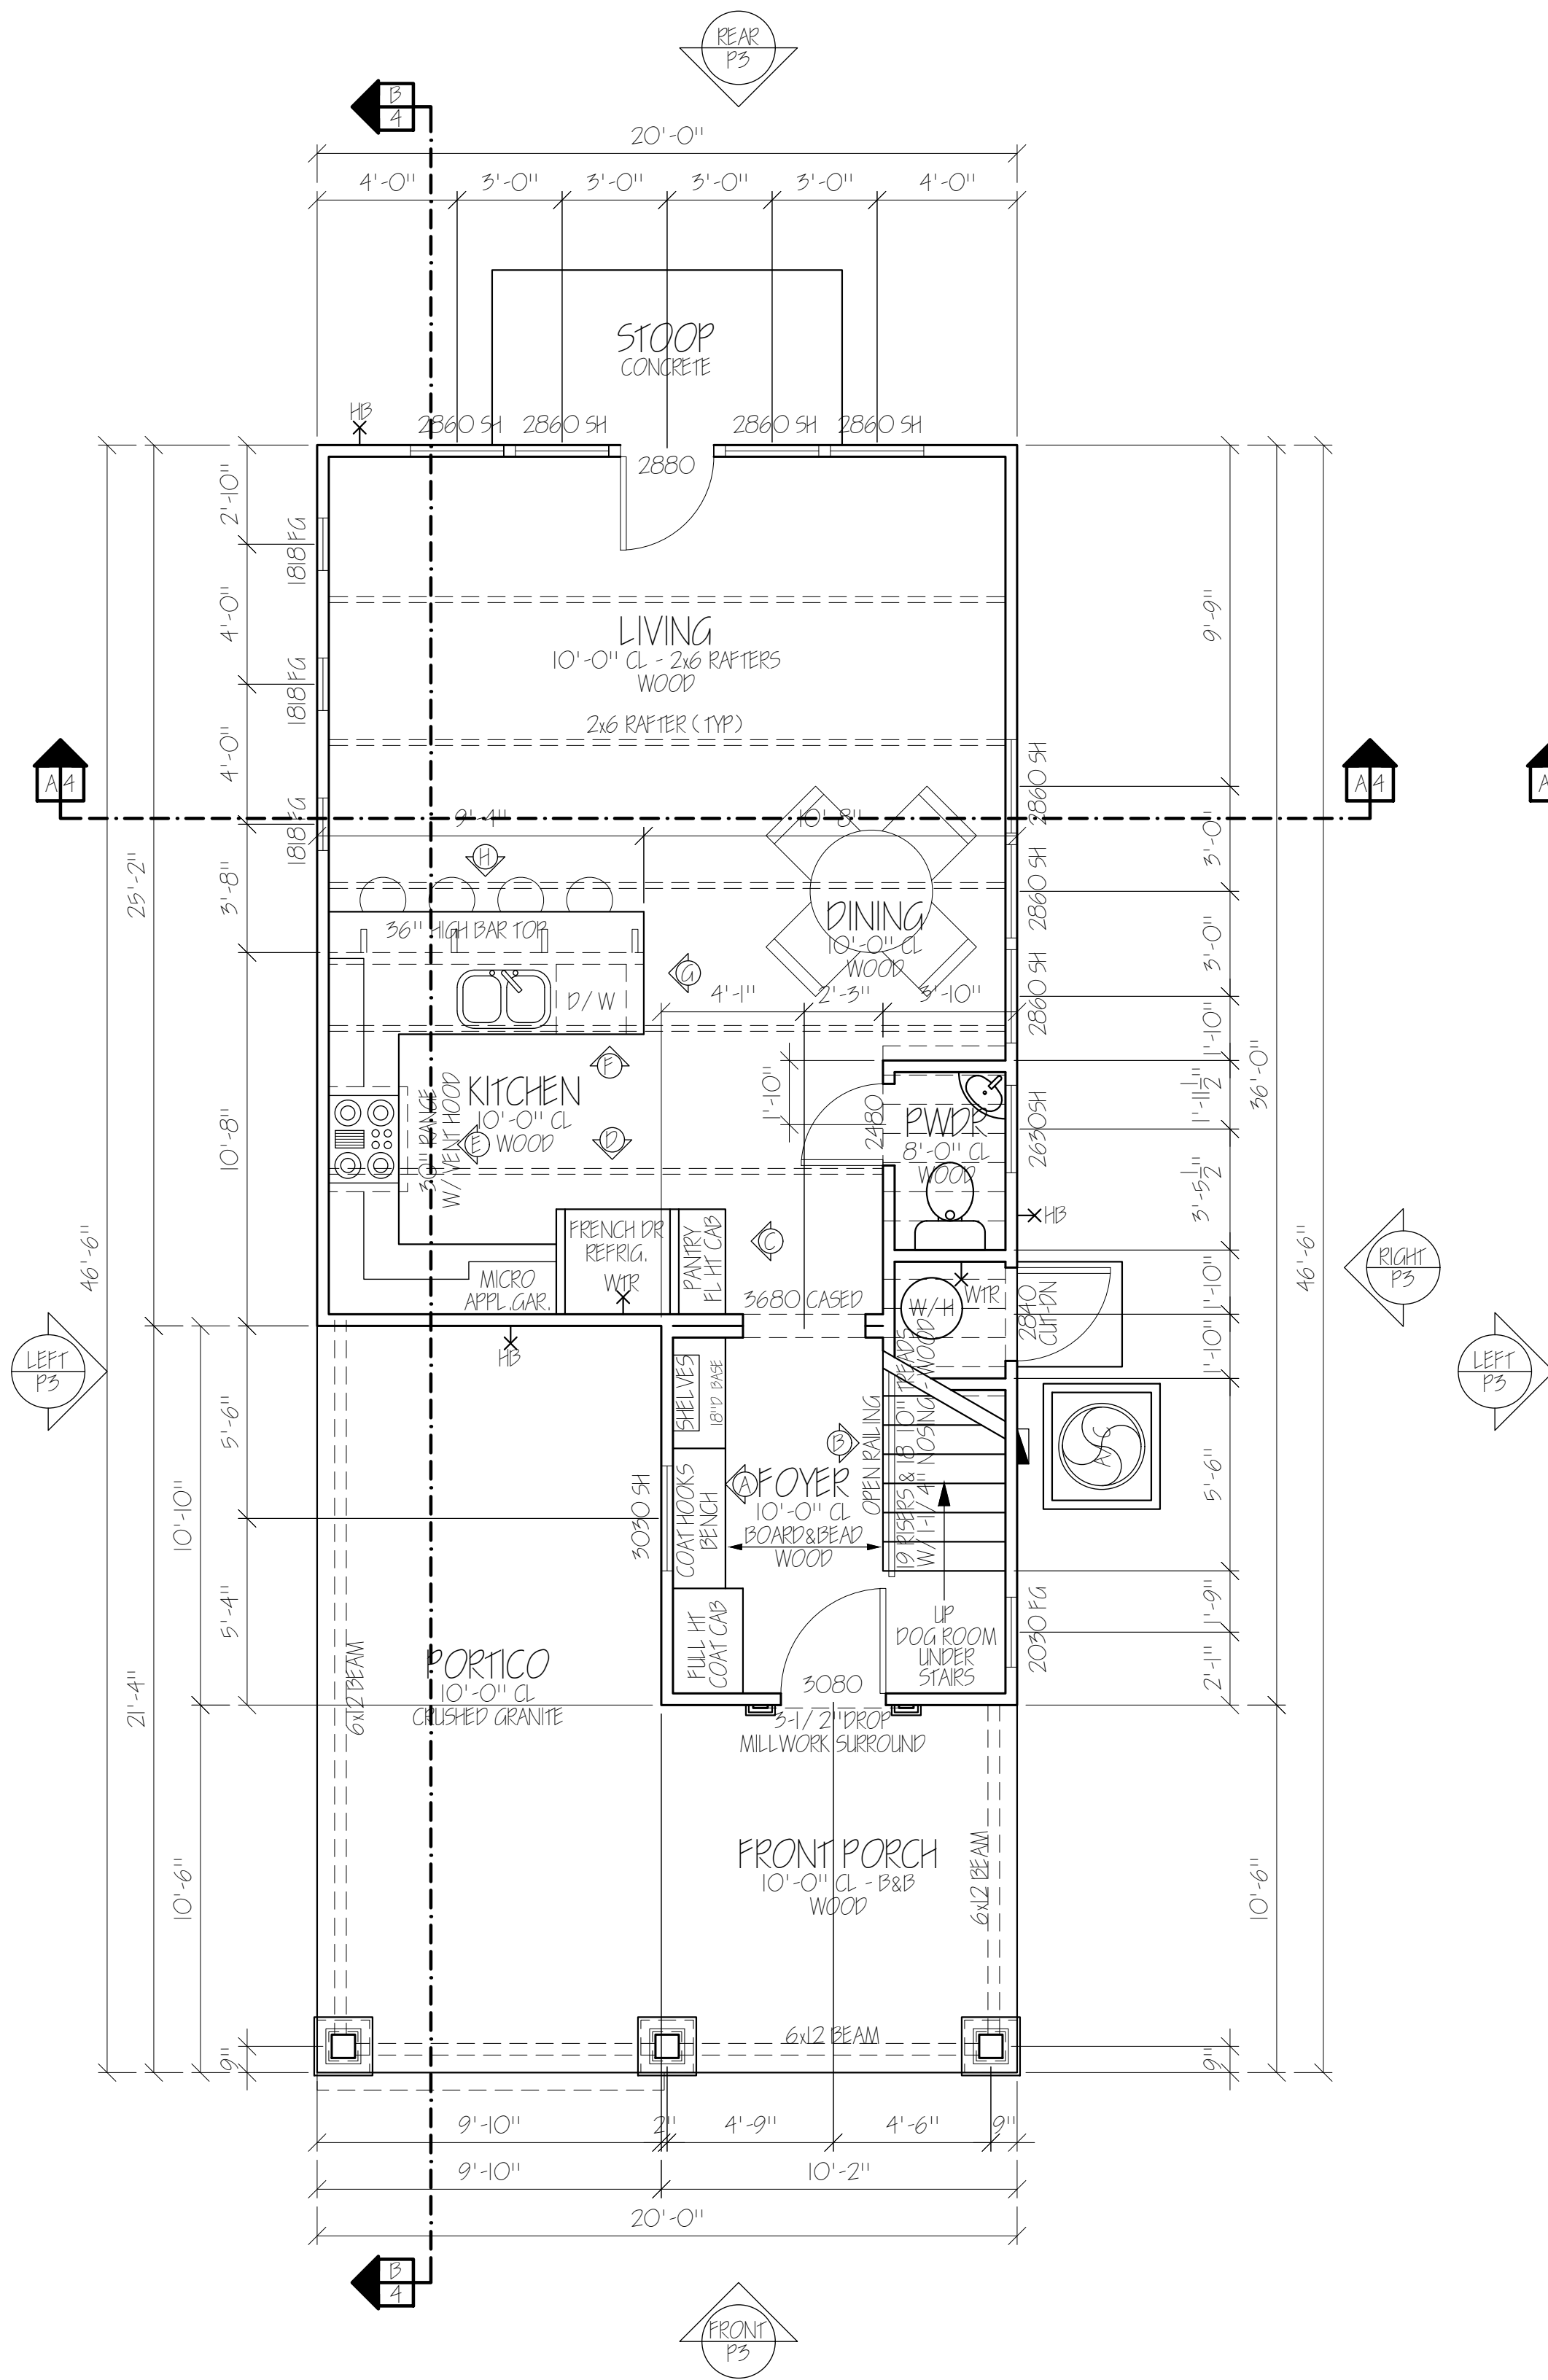 REAR
P3
B
4
20'-0"
4'-0" 3'-0" 3'-0" 3'-0" 3'-0" 4'-0"
STOOP
CONCRETE
HB
2860 SH 2860 SH 2860 SH 2860 SH
2880
2'-10"
1818 FG
4'-0"
9'-9"
LIVING
10'-0" CL - 2x6 RAFTERS
WOOD
1818 FG
2x6 RAFTER (TYP)
4'-0"
2860 SH
A 4
A 4
A
1818 FG
9'-4" 10'-8"
3'-0"
H
25'-2"
3'-8"
2860 SH
36" HIGH BAR TOP
DINING
10'-0" CL
WOOD
3'-0"
G
D/W
4'-1" 2'-3" 3'-10"
2860 SH
1'-10"
F
36'-0"
KITCHEN
10'-0" CL
WOOD
30" RANGE
W/ VENT HOOD
E
D
1'-10"
2480
PWDR
8'-0" CL
WOOD
2630SH
1'-11 1/2"
10'-8"
3'-5 1/2"
HB
46'-6"
46'-6"
RIGHT
P3
FRENCH DR
REFRIG.
WTR
PANTRY
FL HT CAB
C
MICRO
APPL.GAR.
3680 CASED
W/H
WTR
2840
CUT-DN
1'-10"
1'-10"
HB
LEFT
P3
LEFT
P3
SHELVES
18"D BASE
5'-6"
B
OPEN RAILING
19 RISERS & 18 10" TREADS
W/ 1-1/4" NOSING - WOOD
A/C
5'-6"
3030 SH
COAT HOOKS
BENCH
A
FOYER
10'-0" CL
BOARD&BEAD
WOOD
10'-10"
5'-4"
FULL HT
COAT CAB
UP
DOG ROOM
UNDER
STAIRS
2030 FG
1'-9"
2'-1"
21'-4"
6x12 BEAM
PORTICO
10'-0" CL
CRUSHED GRANITE
3080
3-1/2"DROP
MILLWORK SURROUND
FRONT PORCH
10'-0" CL - B&B
WOOD
6x12 BEAM
10'-6"
10'-6"
6x12 BEAM
9"
9"
9'-10" 2" 4'-9" 4'-6" 9"
9'-10" 10'-2"
20'-0"
B
4
FRONT
P3